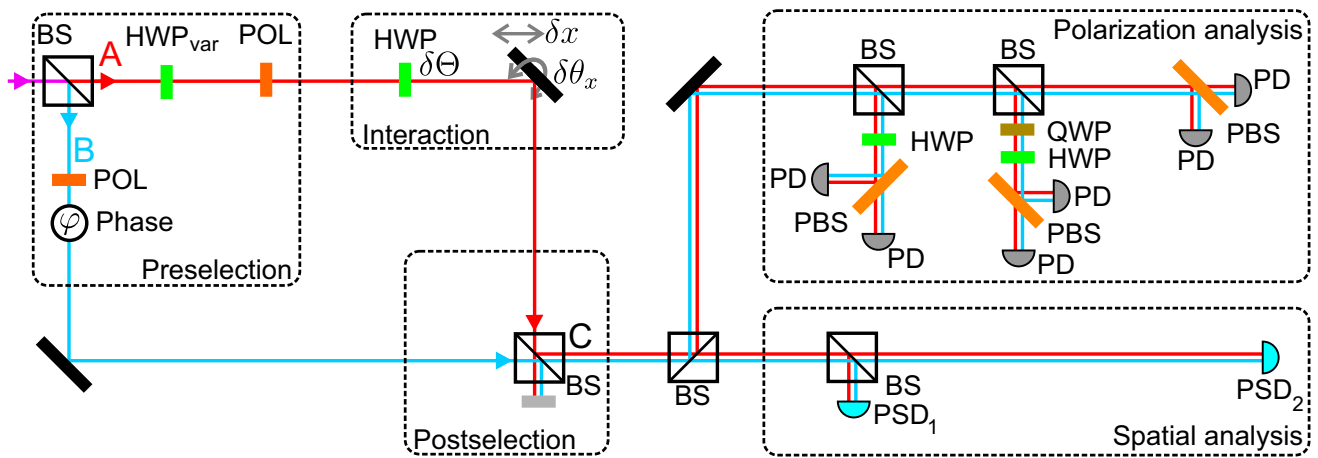 BS
A
HWP_var
POL
B
POL
φ Phase
Preselection
HWP
δΘ
δx
δθ_x
Interaction
C
BS
Postselection
BS
Polarization analysis
BS
BS
HWP
PD
PBS
PD
QWP
HWP
PD
PBS
PD
PD
PBS
PD
BS
PSD_1
PSD_2
Spatial analysis